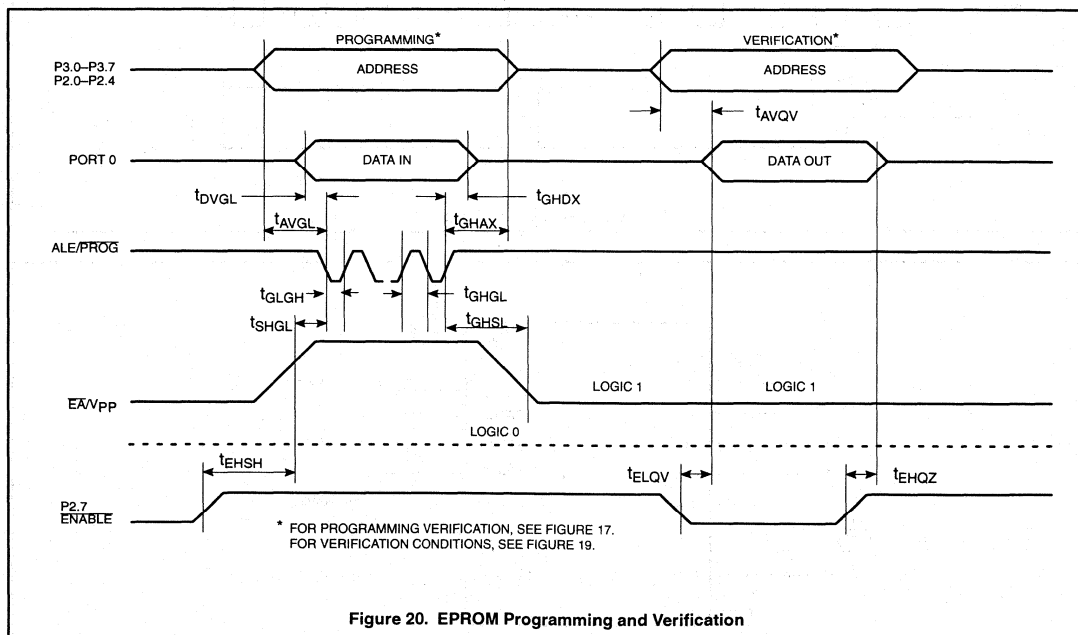 PROGRAMMING*
VERIFICATION*
P3.0–P3.7
P2.0–P2.4
ADDRESS
ADDRESS
tAVQV
PORT 0
DATA IN
DATA OUT
tDVGL
tGHDX
tAVGL
tGHAX
ALE/PROG
tGLGH
tGHGL
tSHGL
tGHSL
LOGIC 1
LOGIC 1
EA/VPP
LOGIC 0
tEHSH
tELQV
tEHQZ
P2.7
ENABLE
* FOR PROGRAMMING VERIFICATION, SEE FIGURE 17.
FOR VERIFICATION CONDITIONS, SEE FIGURE 19.
Figure 20. EPROM Programming and Verification